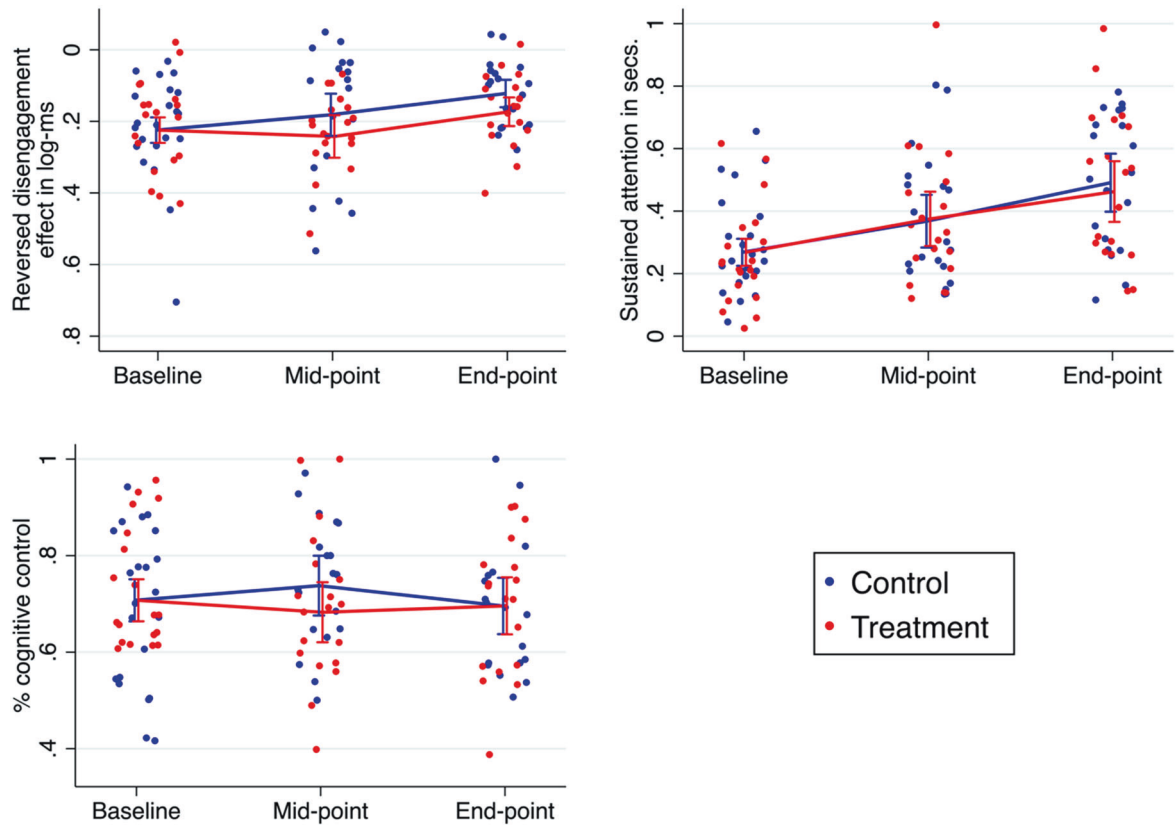 Reversed disengagement
effect in log-ms
0
.2
.4
.6
.8
Baseline
Mid-point
End-point
Sustained attention in secs.
1
.8
.6
.4
.2
0
Baseline
Mid-point
End-point
% cognitive control
1
.8
.6
.4
Baseline
Mid-point
End-point
Control
Treatment